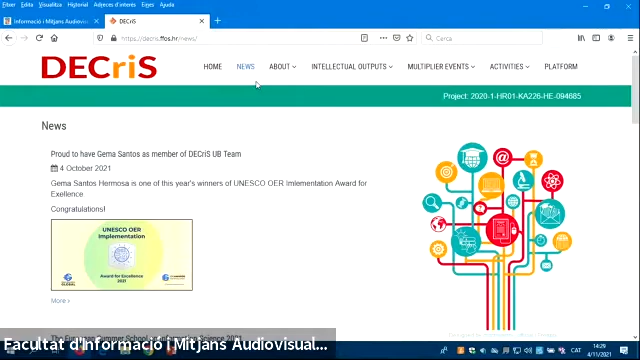 Fitxer Edita Visualitza Historial Adreces d'interès Eines Ajuda
Informació i Mitjans Audiovisu
DECriS
https://decris.ffos.hr/news/
Cerca
DECriS
HOME NEWS ABOUT INTELLECTUAL OUTPUTS MULTIPLIER EVENTS ACTIVITIES PLATFORM
Project: 2020-1-HR01-KA226-HE-094685
News
Proud to have Gema Santos as member of DECriS UB Team
4 October 2021
Gema Santos Hermosa is one of this year's winners of UNESCO OER Imlementation Award for
Exellence.
Congratulations!
UNESCO OER
Implementation
Award for Excellence
2021
More >
Facultat d'Informació i Mitjans Audiovisual...
CAT
14:29
4/11/2021